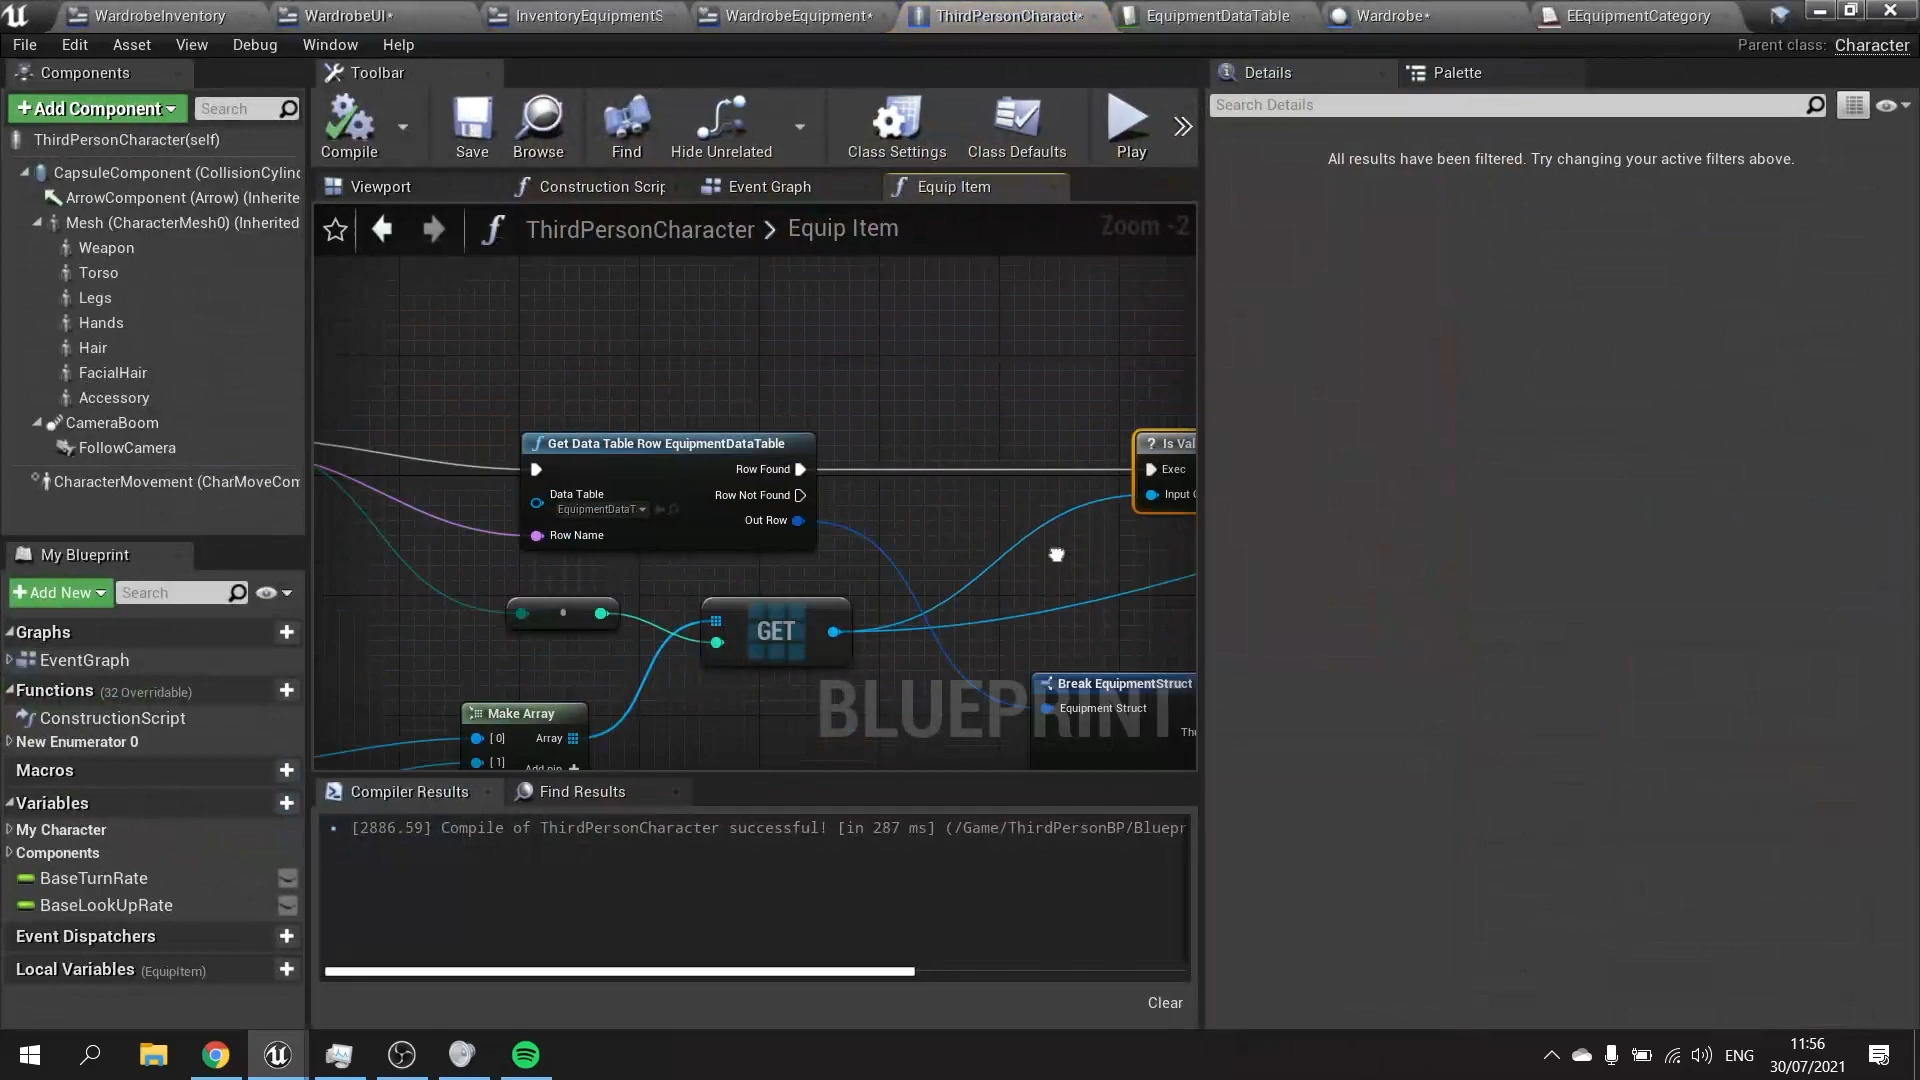 WardrobeInventory
WardrobeUI*
InventoryEquipmentS
WardrobeEquipment*
ThirdPersonCharact*
EquipmentDataTable
Wardrobe*
EEquipmentCategory
File Edit Asset View Debug Window Help
Parent class: Character
Components
Toolbar
Details
Palette
Add Component
Search
Search Details
ThirdPersonCharacter(self)
Compile
Save
Browse
Find
Hide Unrelated
Class Settings
Class Defaults
Play
All results have been filtered. Try changing your active filters above.
CapsuleComponent (CollisionCylinc
ArrowComponent (Arrow) (Inherite
Mesh (CharacterMesh0) (Inherited
Weapon
Torso
Legs
Hands
Hair
FacialHair
Accessory
CameraBoom
FollowCamera
CharacterMovement (CharMoveCom
Viewport
Construction Scrip
Event Graph
Equip Item
ThirdPersonCharacter > Equip Item
Zoom -2
Get Data Table Row EquipmentDataTable
Row Found
Data Table
EquipmentDataT
Row Not Found
Out Row
Row Name
? Is Val
Exec
Input
GET
Make Array
[0]
Array
[1]
Add pin +
Break EquipmentStruct
Equipment Struct
BLUEPRINT
My Blueprint
Add New
Search
Graphs
EventGraph
Functions (32 Overridable)
ConstructionScript
New Enumerator 0
Macros
Variables
My Character
Components
BaseTurnRate
BaseLookUpRate
Event Dispatchers
Local Variables (EquipItem)
Compiler Results
Find Results
[2886.59] Compile of ThirdPersonCharacter successful! [in 287 ms] (/Game/ThirdPersonBP/Bluepr
Clear
ENG
11:56
30/07/2021